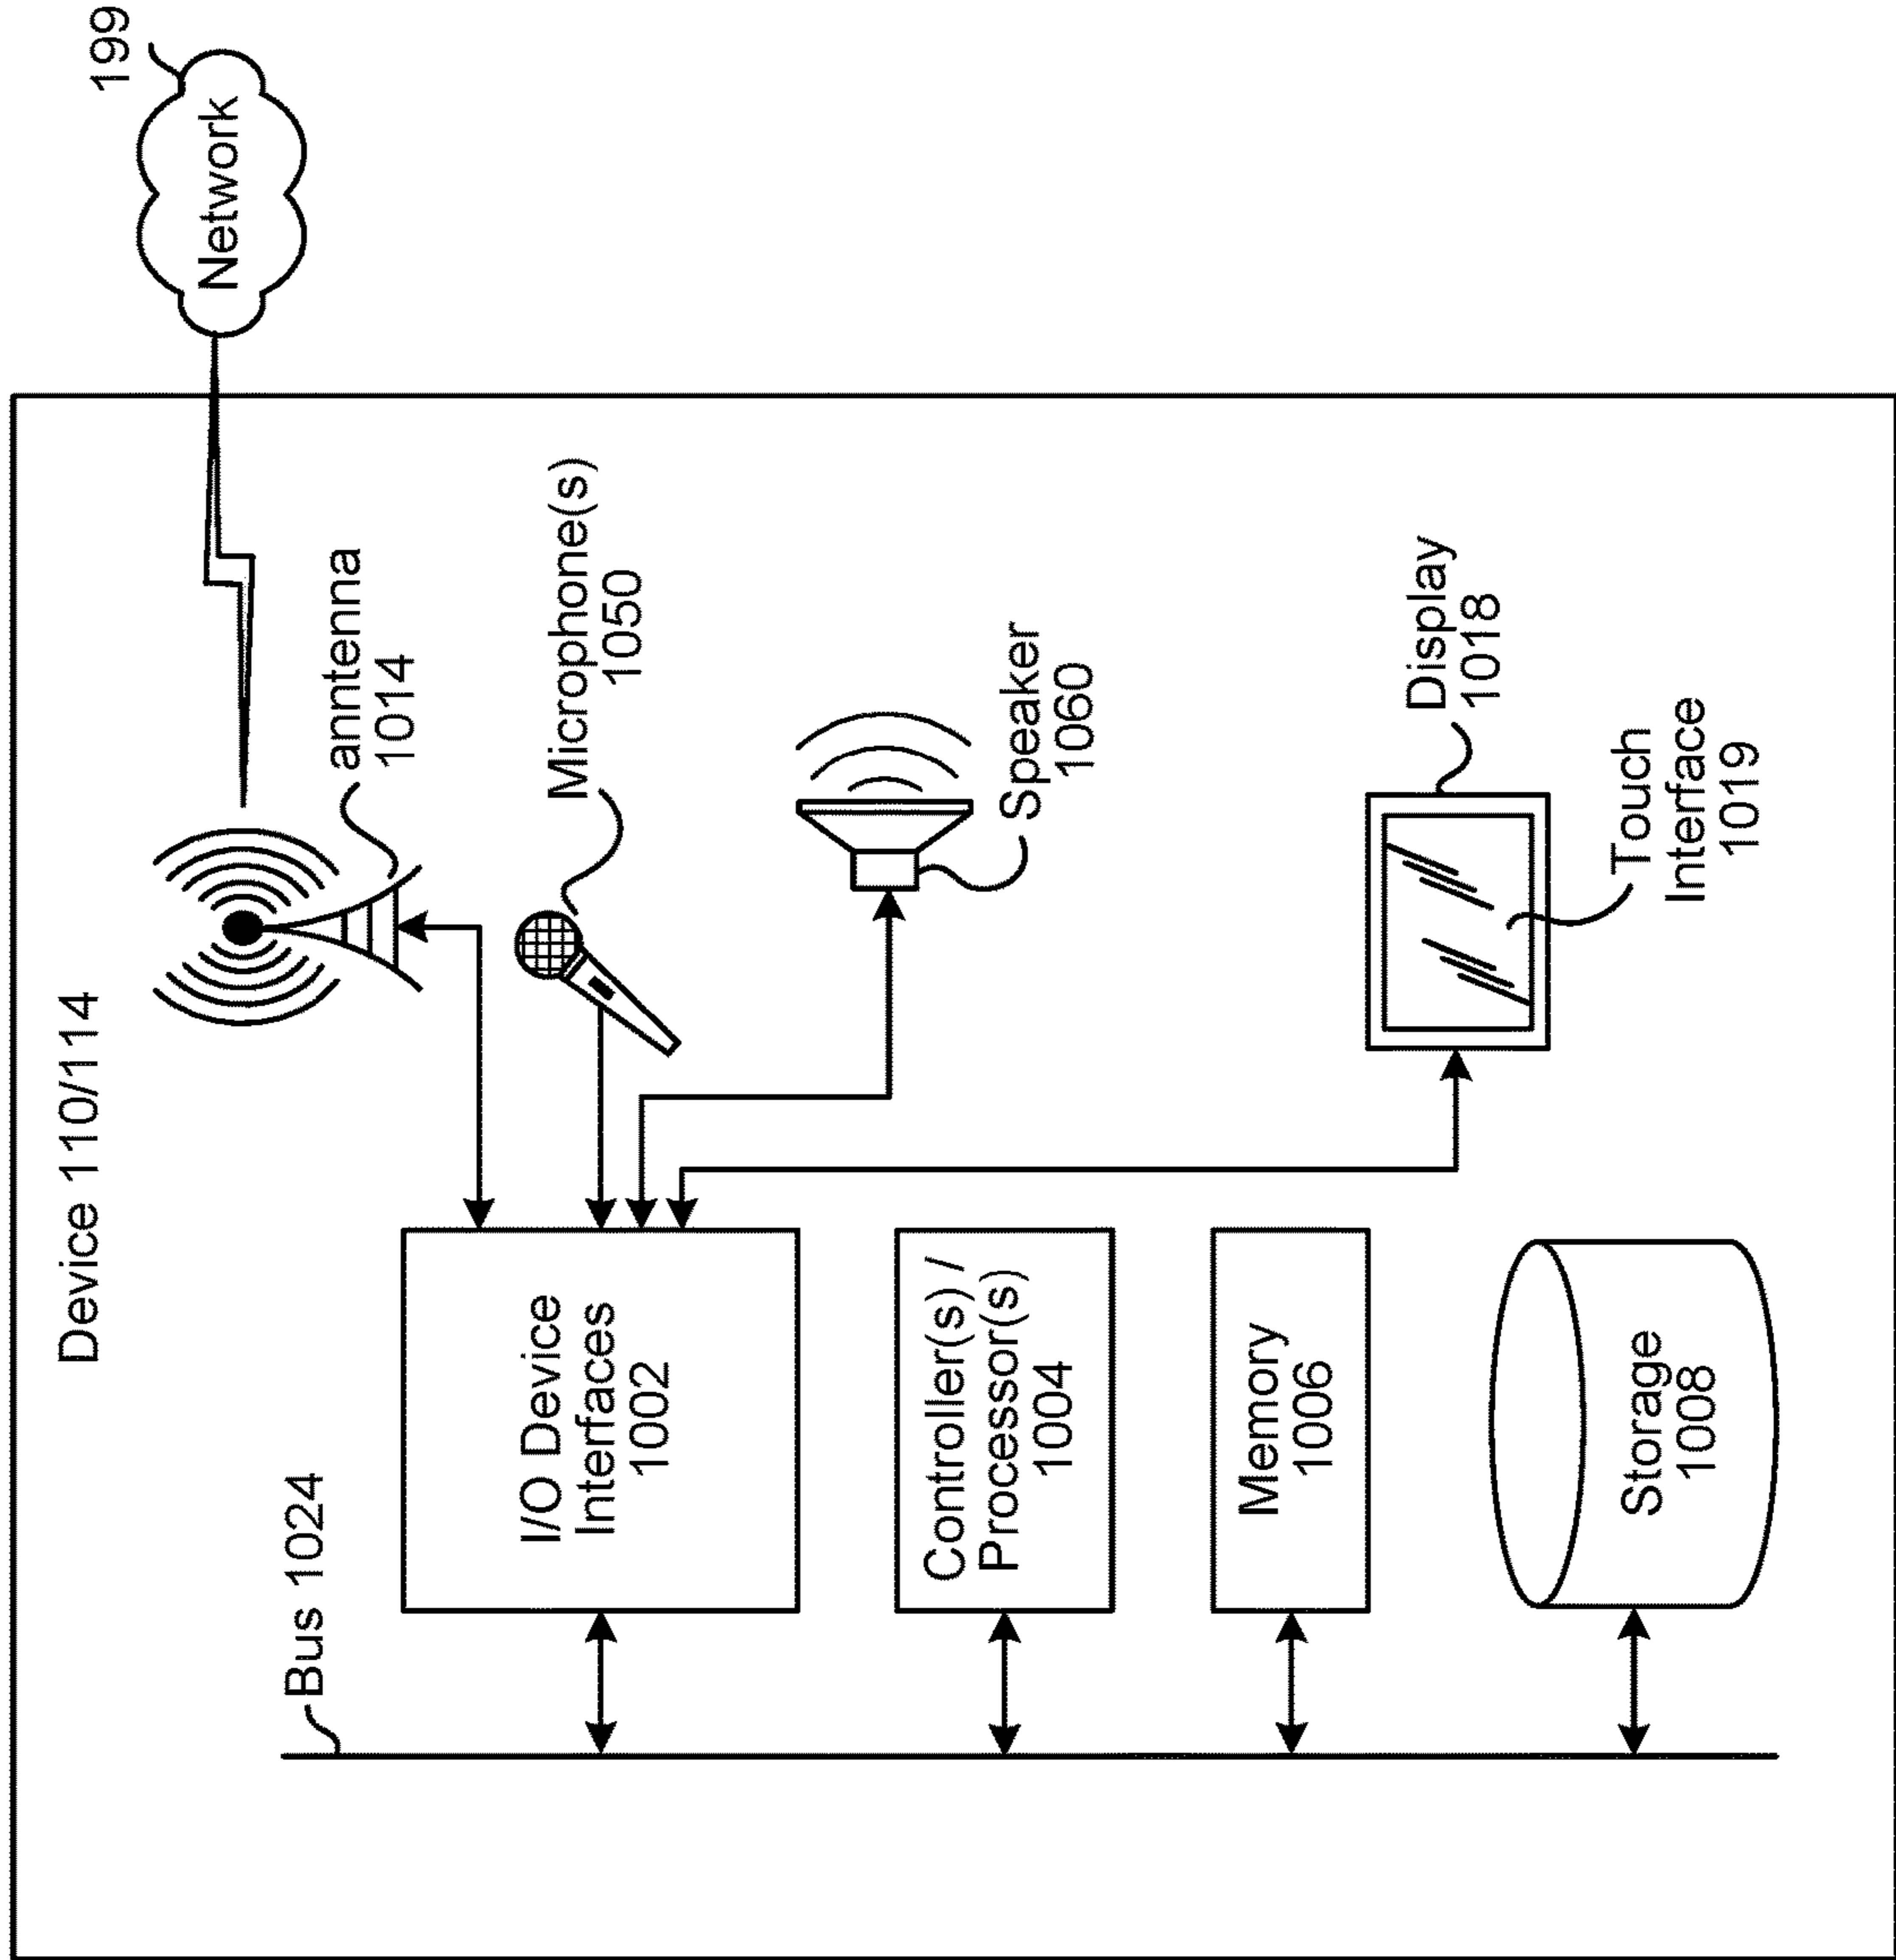 Device 110/114
199
Network
Bus 1024
anntenna
1014
I/O Device
Interfaces
1002
Microphone(s)
1050
Controller(s) /
Processor(s)
1004
Speaker
1060
Memory
1006
Display
1018
Storage
1008
Touch
Interface
1019